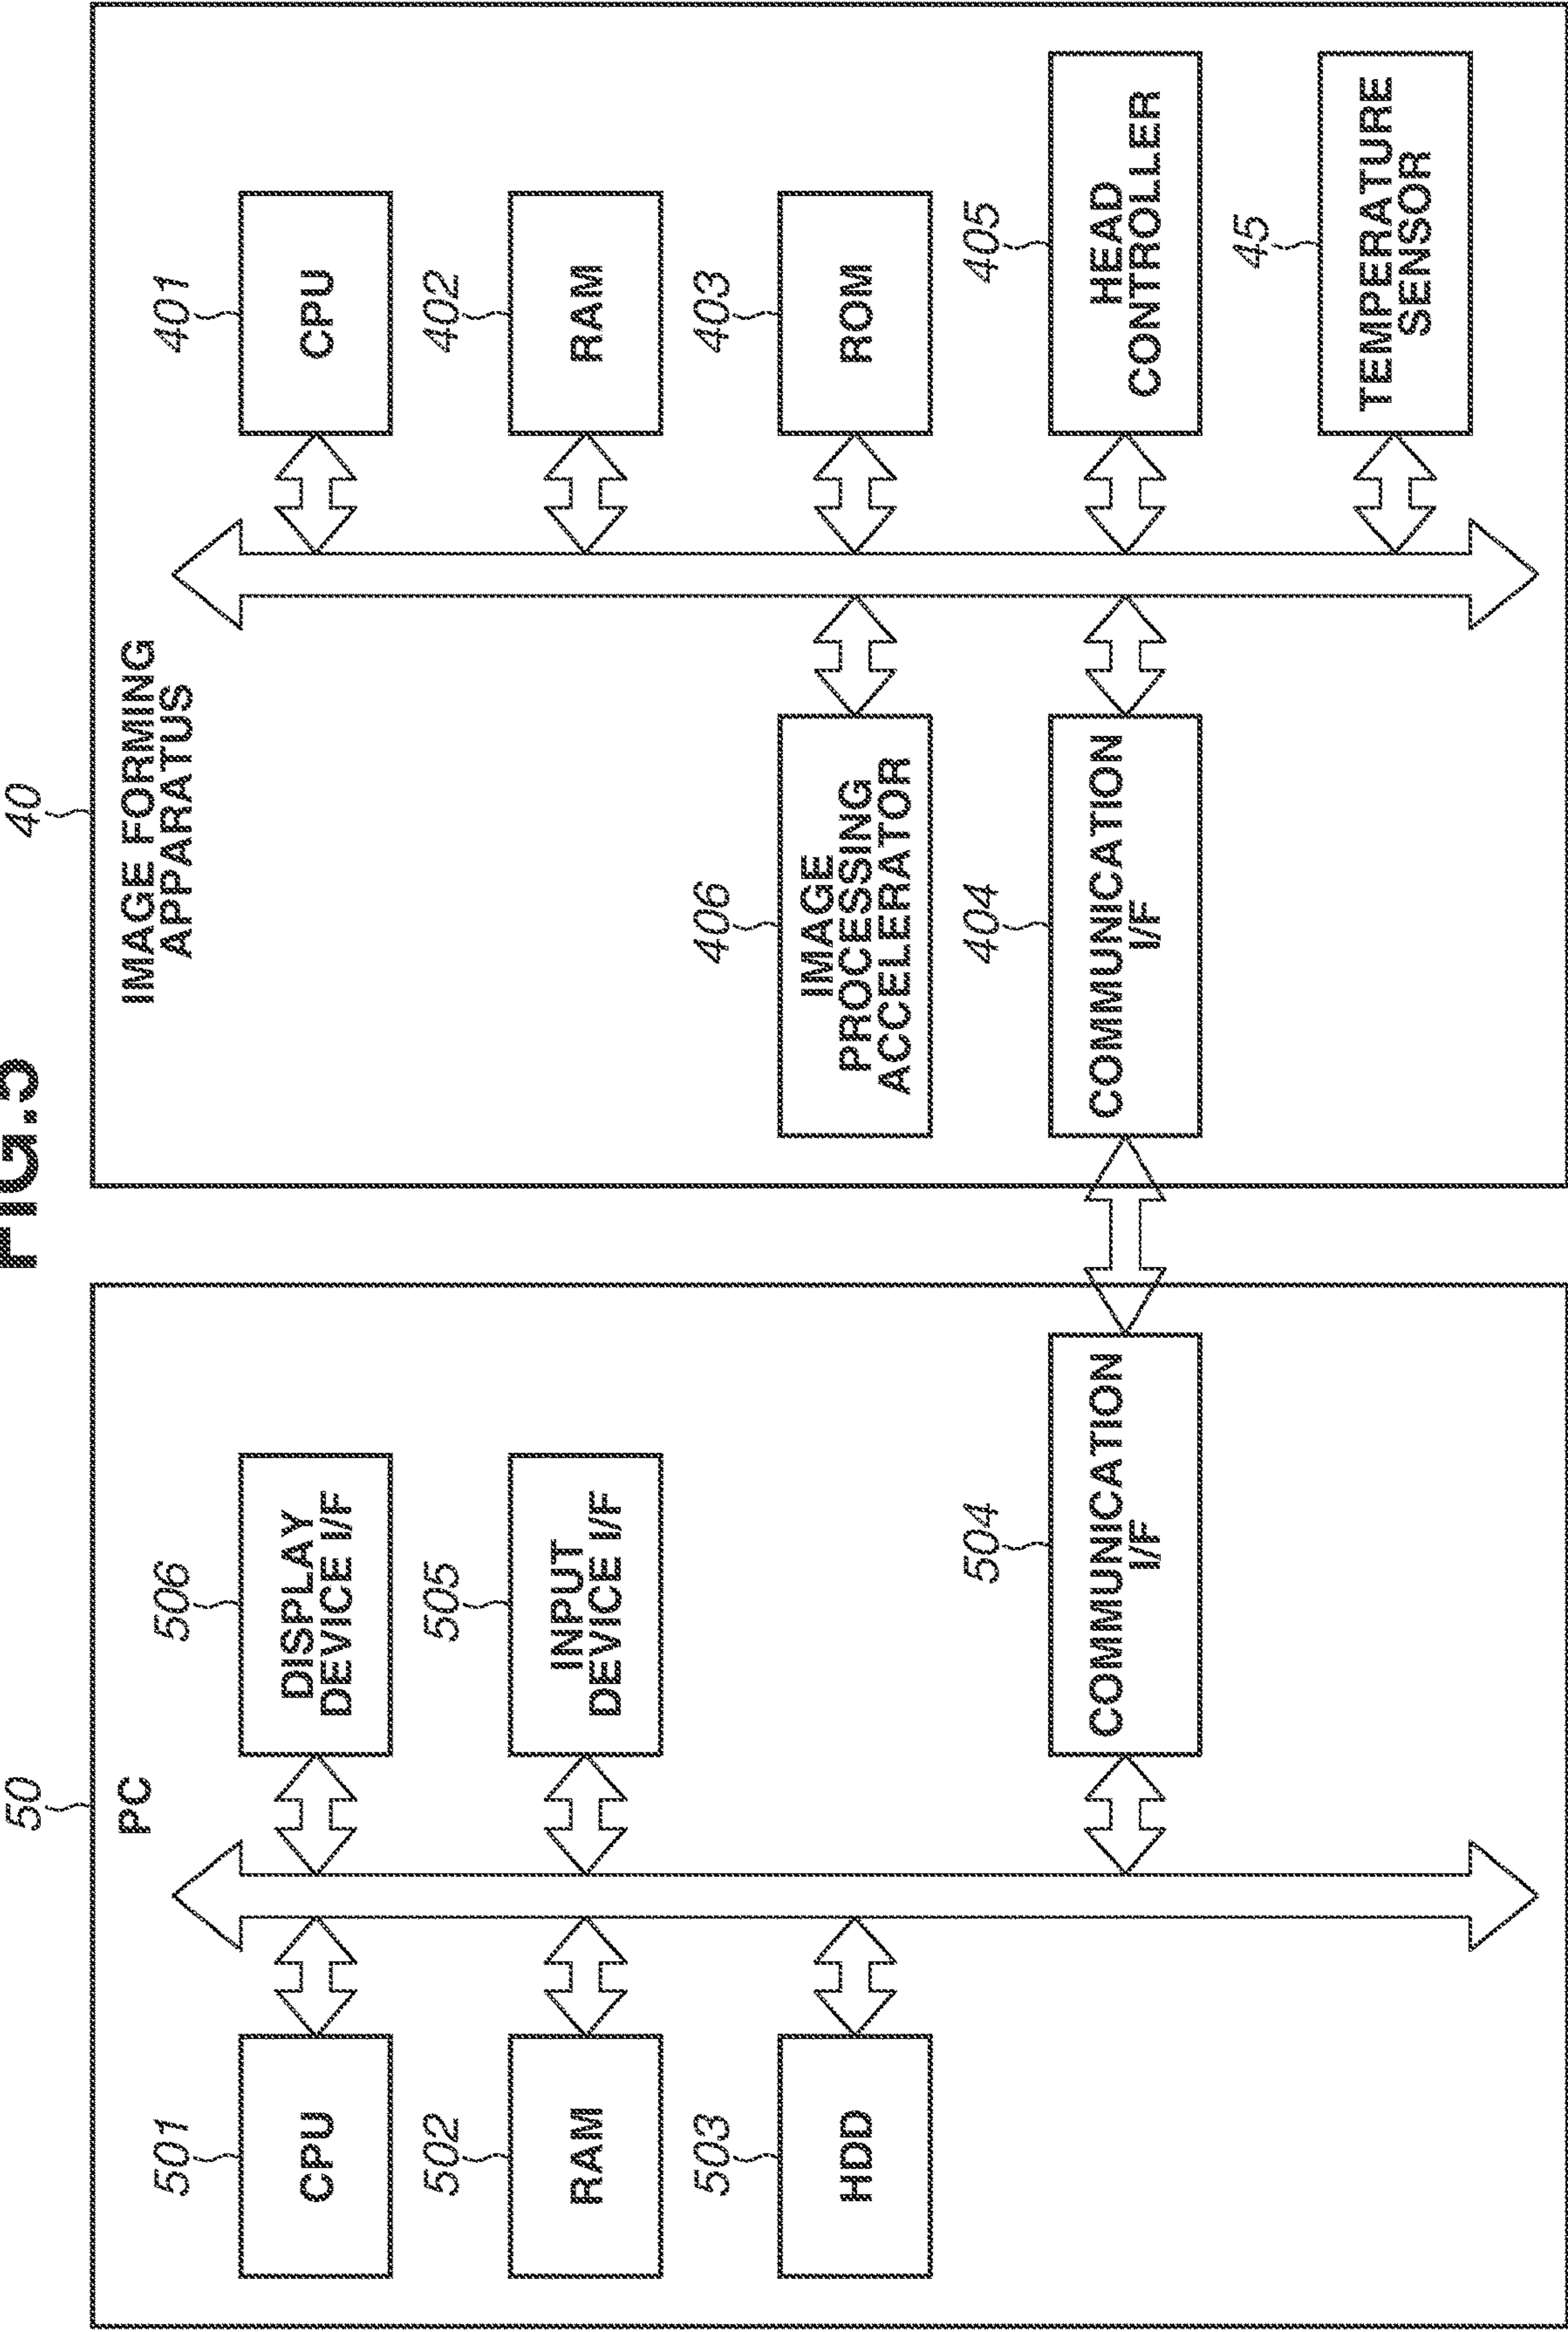 FIG.
50
PC
501
CPU
502
RAM
503
HDD
506
DISPLAY
DEVICE I/F
505
INPUT
DEVICE I/F
504
COMMUNICATION
I/F
40
IMAGE FORMING
APPARATUS
406
IMAGE
PROCESSING
ACCELERATOR
404
COMMUNICATION
I/F
401
CPU
402
RAM
403
ROM
405
HEAD
CONTROLLER
45
TEMPERATURE
SENSOR